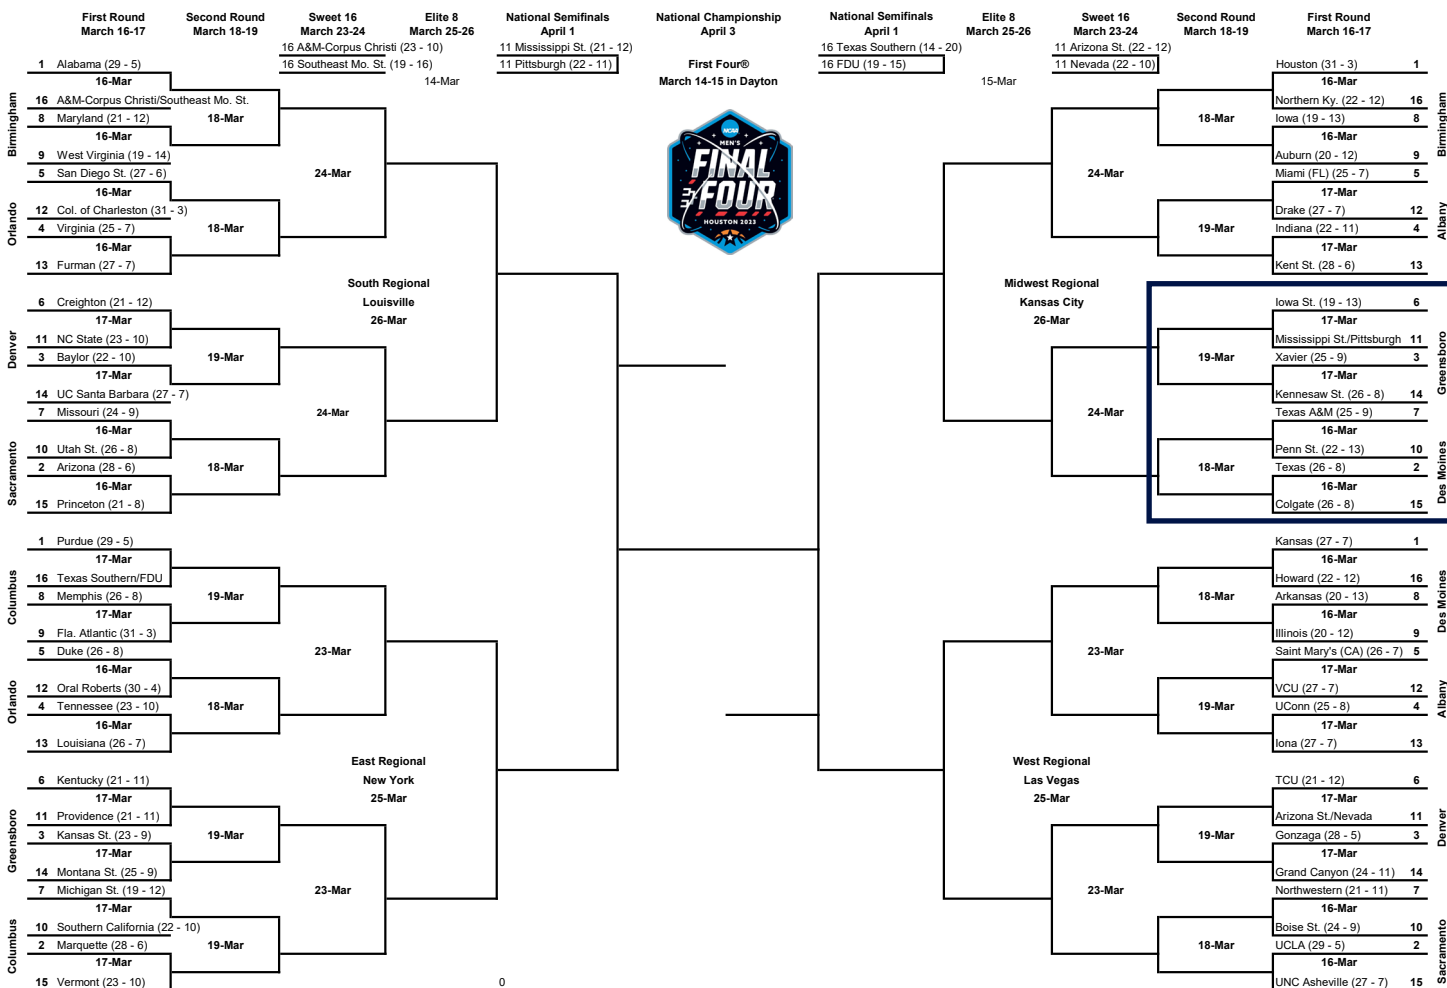 First Round
March 16-17
Second Round
March 18-19
Sweet 16
March 23-24
Elite 8
March 25-26
National Semifinals
April 1
National Championship
April 3
National Semifinals
April 1
Elite 8
March 25-26
Sweet 16
March 23-24
Second Round
March 18-19
First Round
March 16-17
16 A&M-Corpus Christi (23 - 10)
16 Southeast Mo. St. (19 - 16)
14-Mar
11 Mississippi St. (21 - 12)
11 Pittsburgh (22 - 11)
First Four®
March 14-15 in Dayton
16 Texas Southern (14 - 20)
16 FDU (19 - 15)
15-Mar
11 Arizona St. (22 - 12)
11 Nevada (22 - 10)
NCAA
MEN'S
FINAL
FOUR
HOUSTON 2023
Birmingham
1 Alabama (29 - 5)
16-Mar
16 A&M-Corpus Christi/Southeast Mo. St.
18-Mar
8 Maryland (21 - 12)
16-Mar
9 West Virginia (19 - 14)
24-Mar
Orlando
5 San Diego St. (27 - 6)
16-Mar
12 Col. of Charleston (31 - 3)
18-Mar
4 Virginia (25 - 7)
16-Mar
13 Furman (27 - 7)
South Regional
Louisville
26-Mar
Denver
6 Creighton (21 - 12)
17-Mar
11 NC State (23 - 10)
19-Mar
3 Baylor (22 - 10)
17-Mar
14 UC Santa Barbara (27 - 7)
24-Mar
Sacramento
7 Missouri (24 - 9)
16-Mar
10 Utah St. (26 - 8)
18-Mar
2 Arizona (28 - 6)
16-Mar
15 Princeton (21 - 8)
Columbus
1 Purdue (29 - 5)
17-Mar
16 Texas Southern/FDU
19-Mar
8 Memphis (26 - 8)
17-Mar
9 Fla. Atlantic (31 - 3)
23-Mar
Orlando
5 Duke (26 - 8)
16-Mar
12 Oral Roberts (30 - 4)
18-Mar
4 Tennessee (23 - 10)
16-Mar
13 Louisiana (26 - 7)
East Regional
New York
25-Mar
Greensboro
6 Kentucky (21 - 11)
17-Mar
11 Providence (21 - 11)
19-Mar
3 Kansas St. (23 - 9)
17-Mar
14 Montana St. (25 - 9)
23-Mar
Columbus
7 Michigan St. (19 - 12)
17-Mar
10 Southern California (22 - 10)
19-Mar
2 Marquette (28 - 6)
17-Mar
15 Vermont (23 - 10)
0
Birmingham
Houston (31 - 3) 1
16-Mar
Northern Ky. (22 - 12) 16
18-Mar
Iowa (19 - 13) 8
16-Mar
Auburn (20 - 12) 9
24-Mar
Albany
Miami (FL) (25 - 7) 5
17-Mar
Drake (27 - 7) 12
19-Mar
Indiana (22 - 11) 4
17-Mar
Kent St. (28 - 6) 13
Midwest Regional
Kansas City
26-Mar
Greensboro
Iowa St. (19 - 13) 6
17-Mar
Mississippi St./Pittsburgh 11
19-Mar
Xavier (25 - 9) 3
17-Mar
Kennesaw St. (26 - 8) 14
24-Mar
Des Moines
Texas A&M (25 - 9) 7
16-Mar
Penn St. (22 - 13) 10
18-Mar
Texas (26 - 8) 2
16-Mar
Colgate (26 - 8) 15
Des Moines
Kansas (27 - 7) 1
16-Mar
Howard (22 - 12) 16
18-Mar
Arkansas (20 - 13) 8
16-Mar
Illinois (20 - 12) 9
23-Mar
Albany
Saint Mary's (CA) (26 - 7) 5
17-Mar
VCU (27 - 7) 12
19-Mar
UConn (25 - 8) 4
17-Mar
Iona (27 - 7) 13
West Regional
Las Vegas
25-Mar
Denver
TCU (21 - 12) 6
17-Mar
Arizona St./Nevada 11
19-Mar
Gonzaga (28 - 5) 3
17-Mar
Grand Canyon (24 - 11) 14
23-Mar
Sacramento
Northwestern (21 - 11) 7
16-Mar
Boise St. (24 - 9) 10
18-Mar
UCLA (29 - 5) 2
16-Mar
UNC Asheville (27 - 7) 15